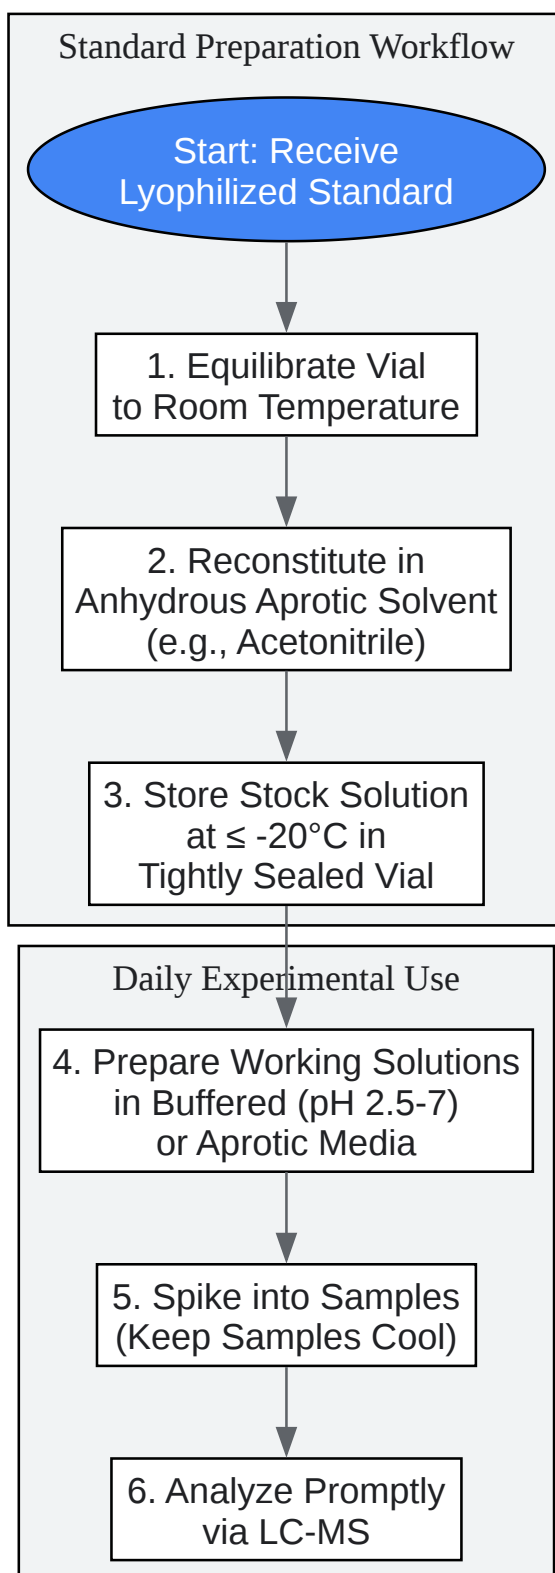 Standard Preparation Workflow
Start: Receive
Lyophilized Standard
1. Equilibrate Vial
to Room Temperature
2. Reconstitute in
Anhydrous Aprotic Solvent
(e.g., Acetonitrile)
3. Store Stock Solution
at ≤ -20°C in
Tightly Sealed Vial
Daily Experimental Use
4. Prepare Working Solutions
in Buffered (pH 2.5-7)
or Aprotic Media
5. Spike into Samples
(Keep Samples Cool)
6. Analyze Promptly
via LC-MS